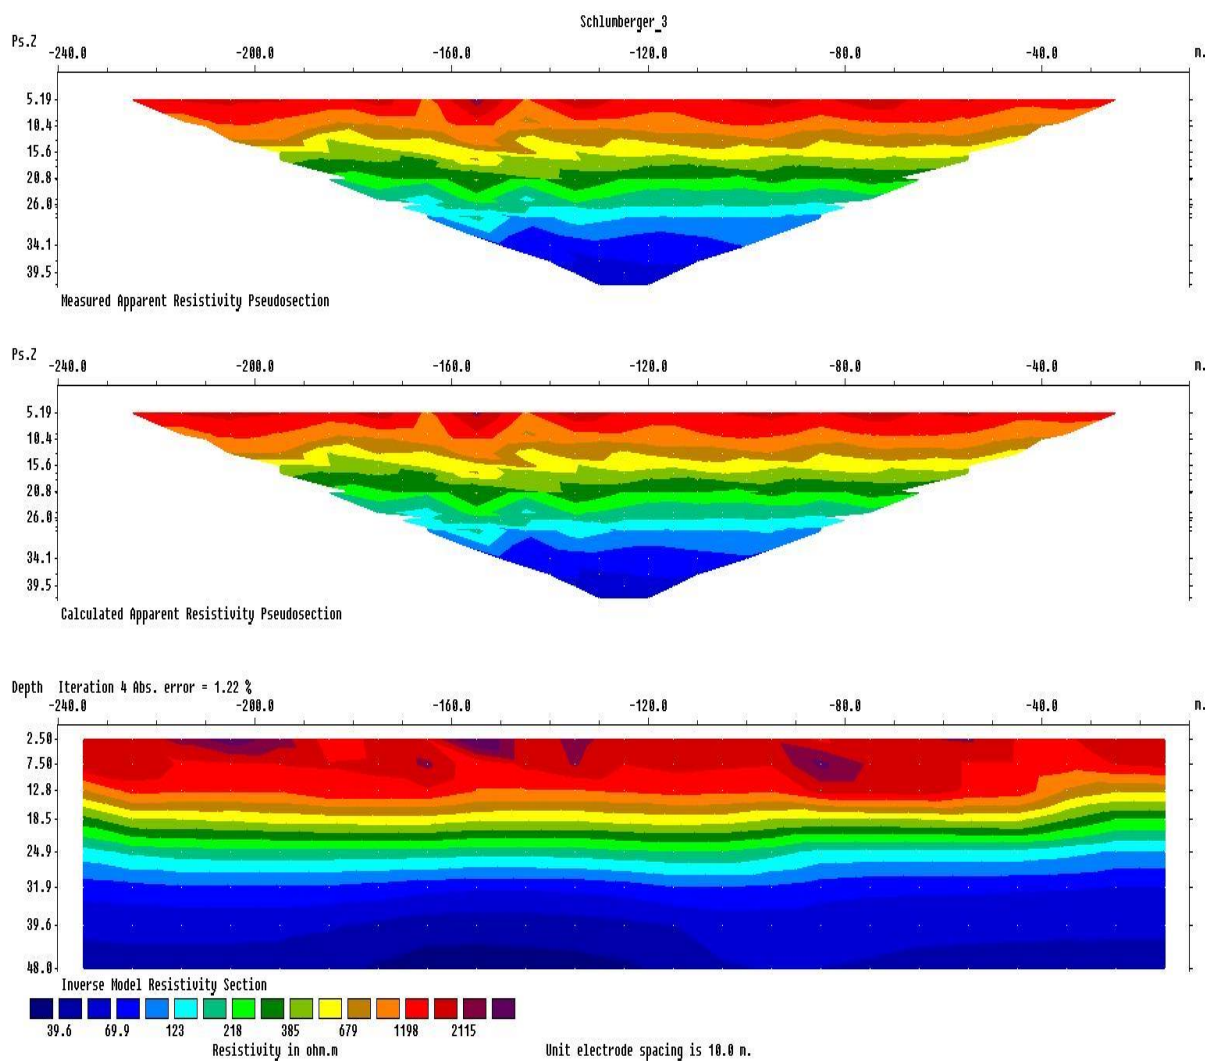 Schlumberger_3
Ps.Z -240.0 -200.0 -160.0 -120.0 -80.0 -40.0 m.
5.19
10.4
15.6
20.8
26.0
34.1
39.5
Measured Apparent Resistivity Pseudosection
Ps.Z -240.0 -200.0 -160.0 -120.0 -80.0 -40.0 m.
5.19
10.4
15.6
20.8
26.0
34.1
39.5
Calculated Apparent Resistivity Pseudosection
Depth Iteration 4 Abs. error = 1.22 %
-240.0 -200.0 -160.0 -120.0 -80.0 -40.0 m.
2.50
7.50
12.8
18.5
24.9
31.9
39.6
48.0
Inverse Model Resistivity Section
39.6 69.9 123 218 385 679 1198 2115
Resistivity in ohm.m Unit electrode spacing is 10.0 m.